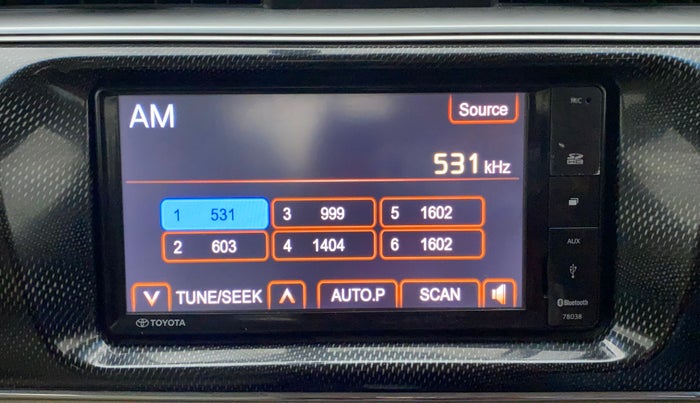 AM
Source
531 kHz
1 531 3 999 5 1602
2 603 4 1404 6 1602
TUNE/SEEK AUTO.P SCAN
MIC
AUX
Bluetooth
TOYOTA
78038